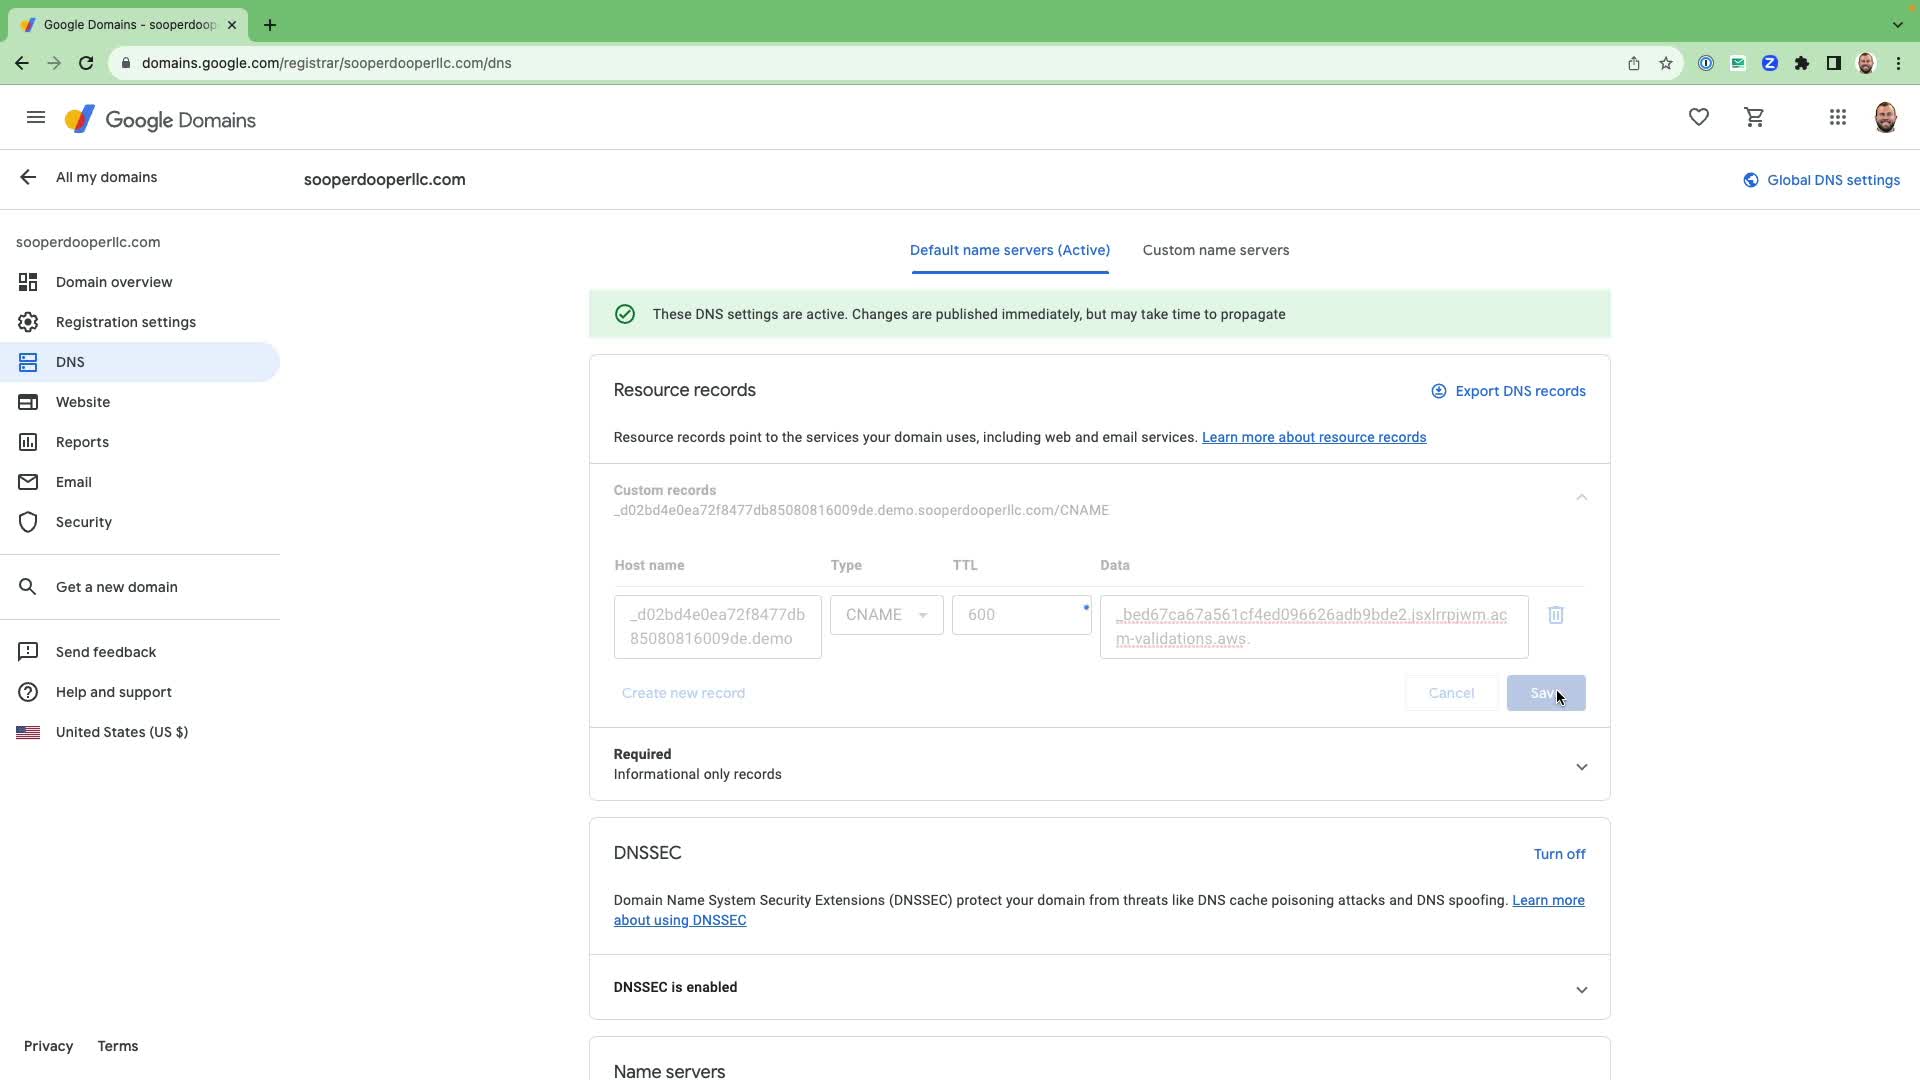 Google Domains - sooperdoop
domains.google.com/registrar/sooperdooperllc.com/dns
Google Domains
All my domains
sooperdooperllc.com
Global DNS settings
sooperdooperllc.com
Domain overview
Registration settings
DNS
Website
Reports
Email
Security
Get a new domain
Send feedback
Help and support
United States (US $)
Privacy
Terms
Default name servers (Active)
Custom name servers
These DNS settings are active. Changes are published immediately, but may take time to propagate
Resource records
Export DNS records
Resource records point to the services your domain uses, including web and email services. Learn more about resource records
Custom records
_d02bd4e0ea72f8477db85080816009de.demo.sooperdooperllc.com/CNAME
Host name
Type
TTL
Data
_d02bd4e0ea72f8477db
85080816009de.demo
CNAME
600
_bed67ca67a561cf4ed096626adb9bde2.jsxlrrpjwm.ac
m-validations.aws.
Create new record
Cancel
Sav
Required
Informational only records
DNSSEC
Turn off
Domain Name System Security Extensions (DNSSEC) protect your domain from threats like DNS cache poisoning attacks and DNS spoofing. Learn more
about using DNSSEC
DNSSEC is enabled
Name servers